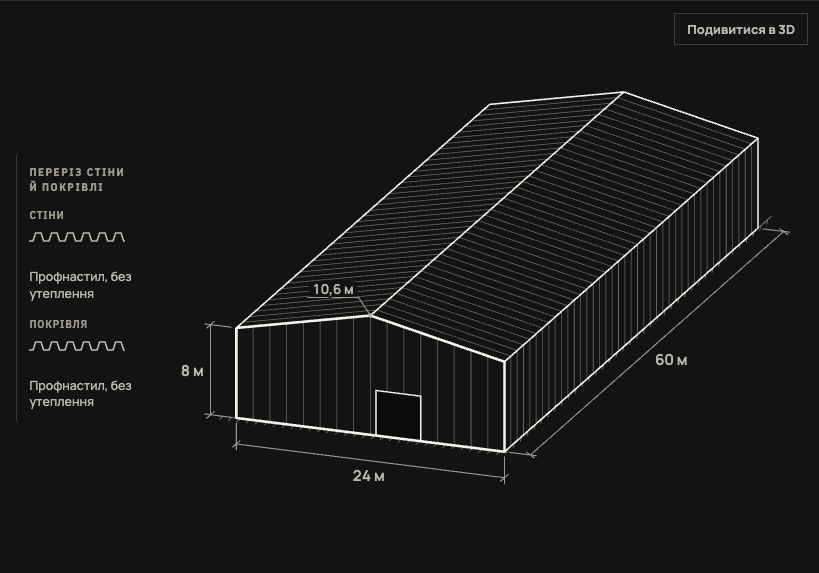 Подивитися в 3D
ПЕРЕРІЗ СТІНИ
Й ПОКРІВЛІ
СТІНИ
Профнастил, без
утеплення
ПОКРІВЛЯ
Профнастил, без
утеплення
10,6 м
8 м
60 м
24 м